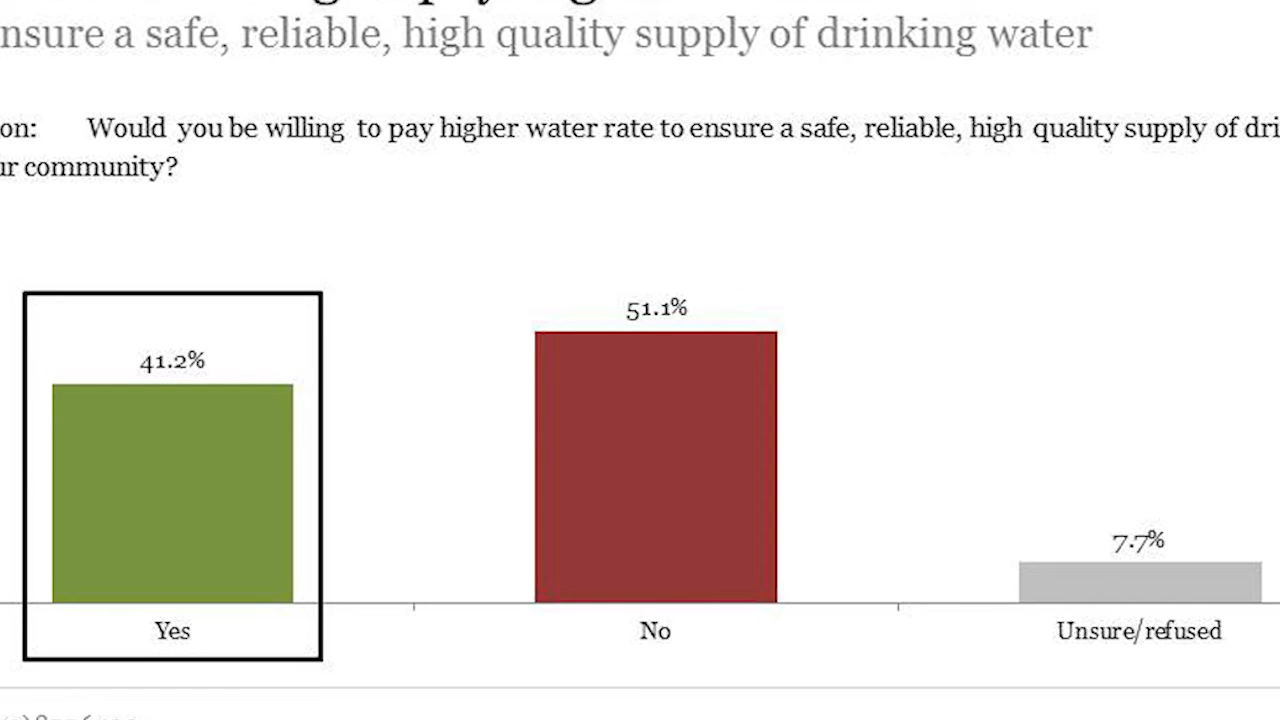 nsure a safe, reliable, high quality supply of drinking water
on: Would you be willing to pay higher water rate to ensure a safe, reliable, high quality supply of dri
ur community?
41.2%
51.1%
7.7%
Yes
No
Unsure/refused